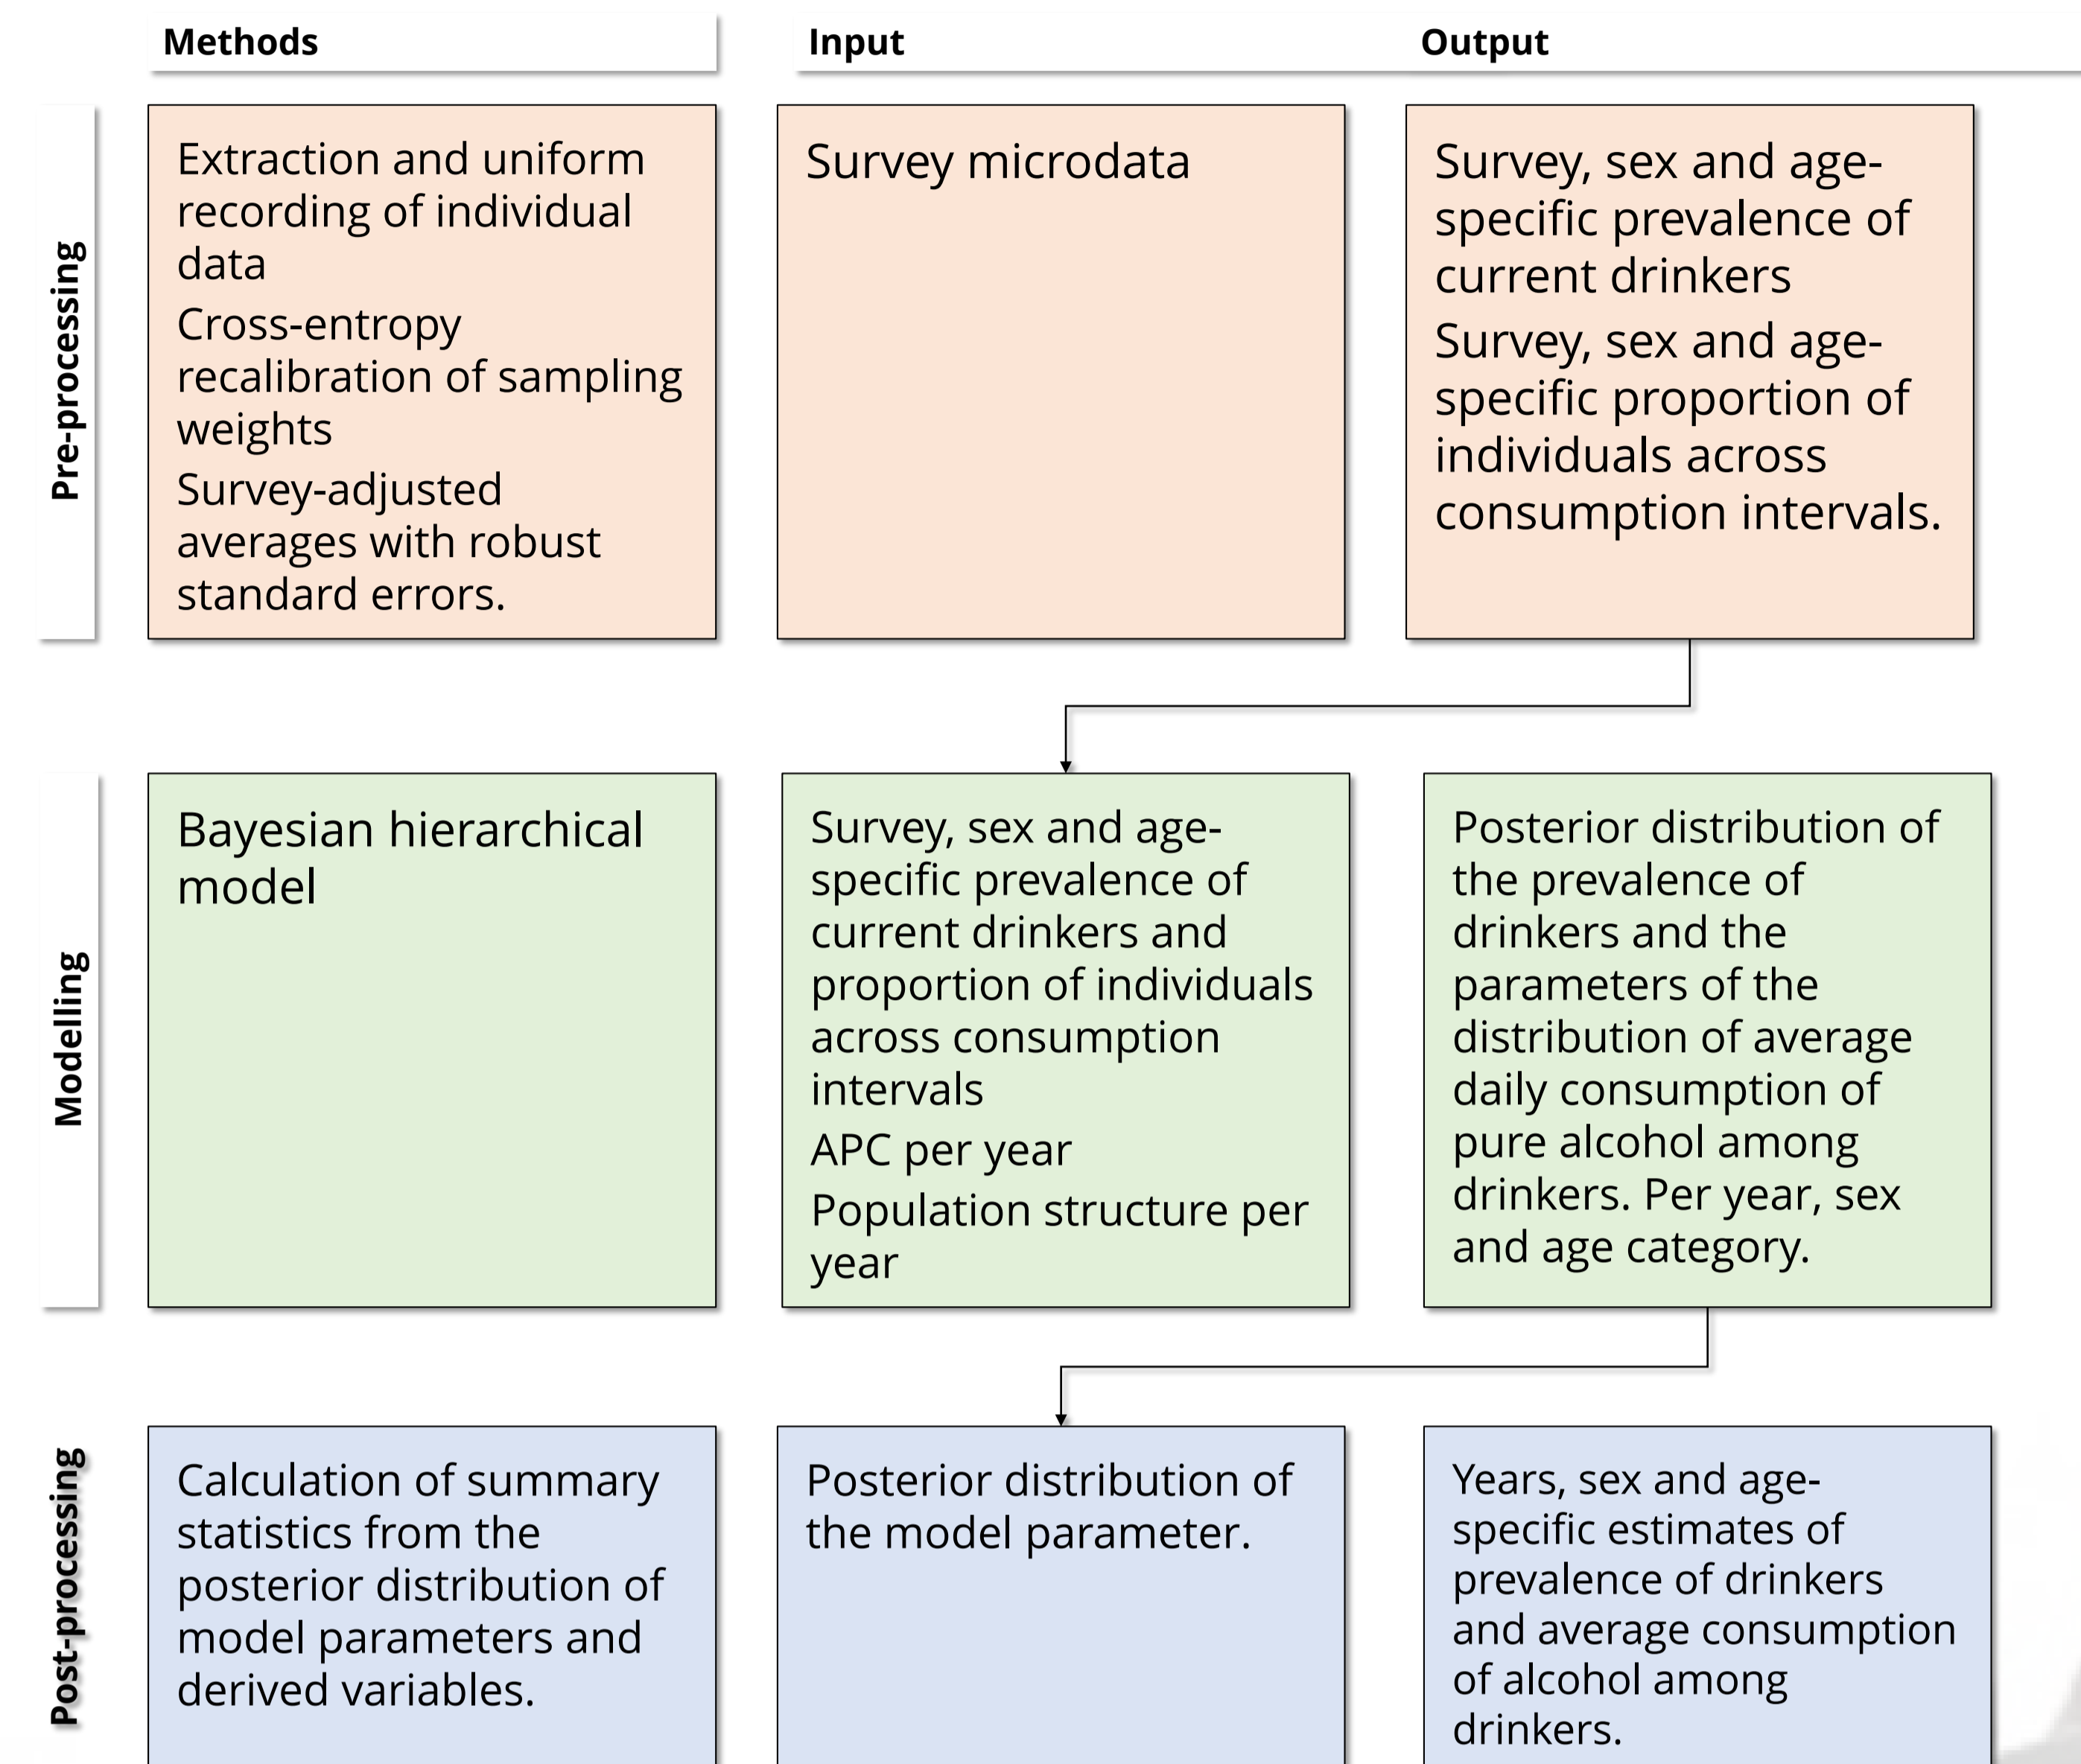 Methods
Input
Output
Pre-processing
Extraction and uniform
recording of individual
data
Cross-entropy
recalibration of sampling
weights
Survey-adjusted
averages with robust
standard errors.
Survey microdata
Survey, sex and age-
specific prevalence of
current drinkers
Survey, sex and age-
specific proportion of
individuals across
consumption intervals.
Modelling
Bayesian hierarchical
model
Survey, sex and age-
specific prevalence of
current drinkers and
proportion of individuals
across consumption
intervals
APC per year
Population structure per
year
Posterior distribution of
the prevalence of
drinkers and the
parameters of the
distribution of average
daily consumption of
pure alcohol among
drinkers. Per year, sex
and age category.
Post-processing
Calculation of summary
statistics from the
posterior distribution of
model parameters and
derived variables.
Posterior distribution of
the model parameter.
Years, sex and age-
specific estimates of
prevalence of drinkers
and average consumption
of alcohol among
drinkers.